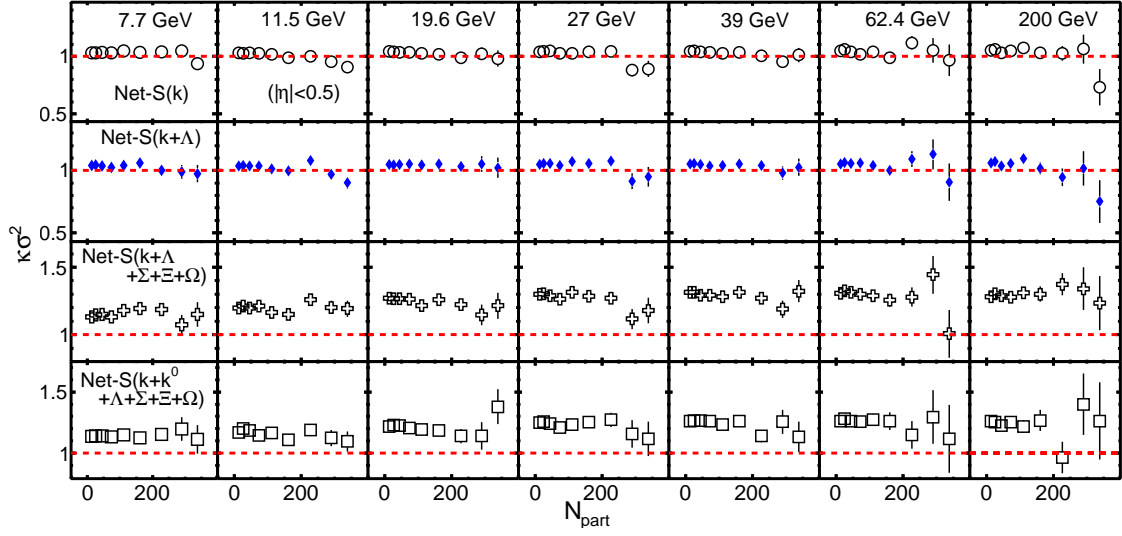 7.7 GeV 11.5 GeV 19.6 GeV 27 GeV 39 GeV 62.4 GeV 200 GeV
1
Net-S(k) (|η|<0.5)
0.5
Net-S(k+Λ)
1
0.5
κσ²
Net-S(k+Λ
+Σ+Ξ+Ω)
1.5
1
Net-S(k+k⁰
+Λ+Σ+Ξ+Ω)
1.5
1
0 200 0 200 0 200 0 200 0 200 0 200 0 200
N_part